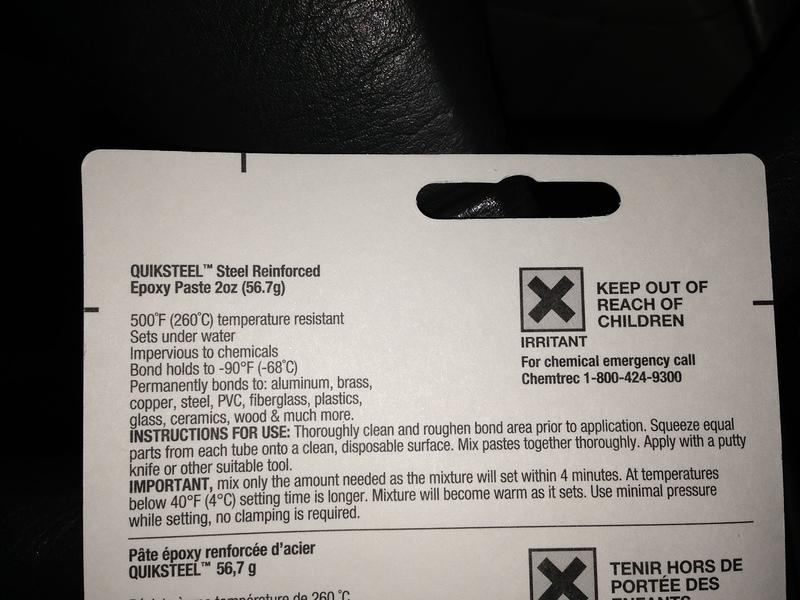 QUIKSTEEL™ Steel Reinforced
Epoxy Paste 2oz (56.7g)
500°F (260°C) temperature resistant
Sets under water
Impervious to chemicals
Bond holds to -90°F (-68°C)
Permanently bonds to: aluminum, brass,
copper, steel, PVC, fiberglass, plastics,
glass, ceramics, wood & much more.
KEEP OUT OF
REACH OF
CHILDREN
IRRITANT
For chemical emergency call
Chemtrec 1-800-424-9300
INSTRUCTIONS FOR USE: Thoroughly clean and roughen bond area prior to application. Squeeze equal
parts from each tube onto a clean, disposable surface. Mix pastes together thoroughly. Apply with a putty
knife or other suitable tool.
IMPORTANT, mix only the amount needed as the mixture will set within 4 minutes. At temperatures
below 40°F (4°C) setting time is longer. Mixture will become warm as it sets. Use minimal pressure
while setting, no clamping is required.
Pâte époxy renforcée d'acier
QUIKSTEEL™ 56,7 g
TENIR HORS DE
PORTÉE DES
ENFANTS
température de 260 °C